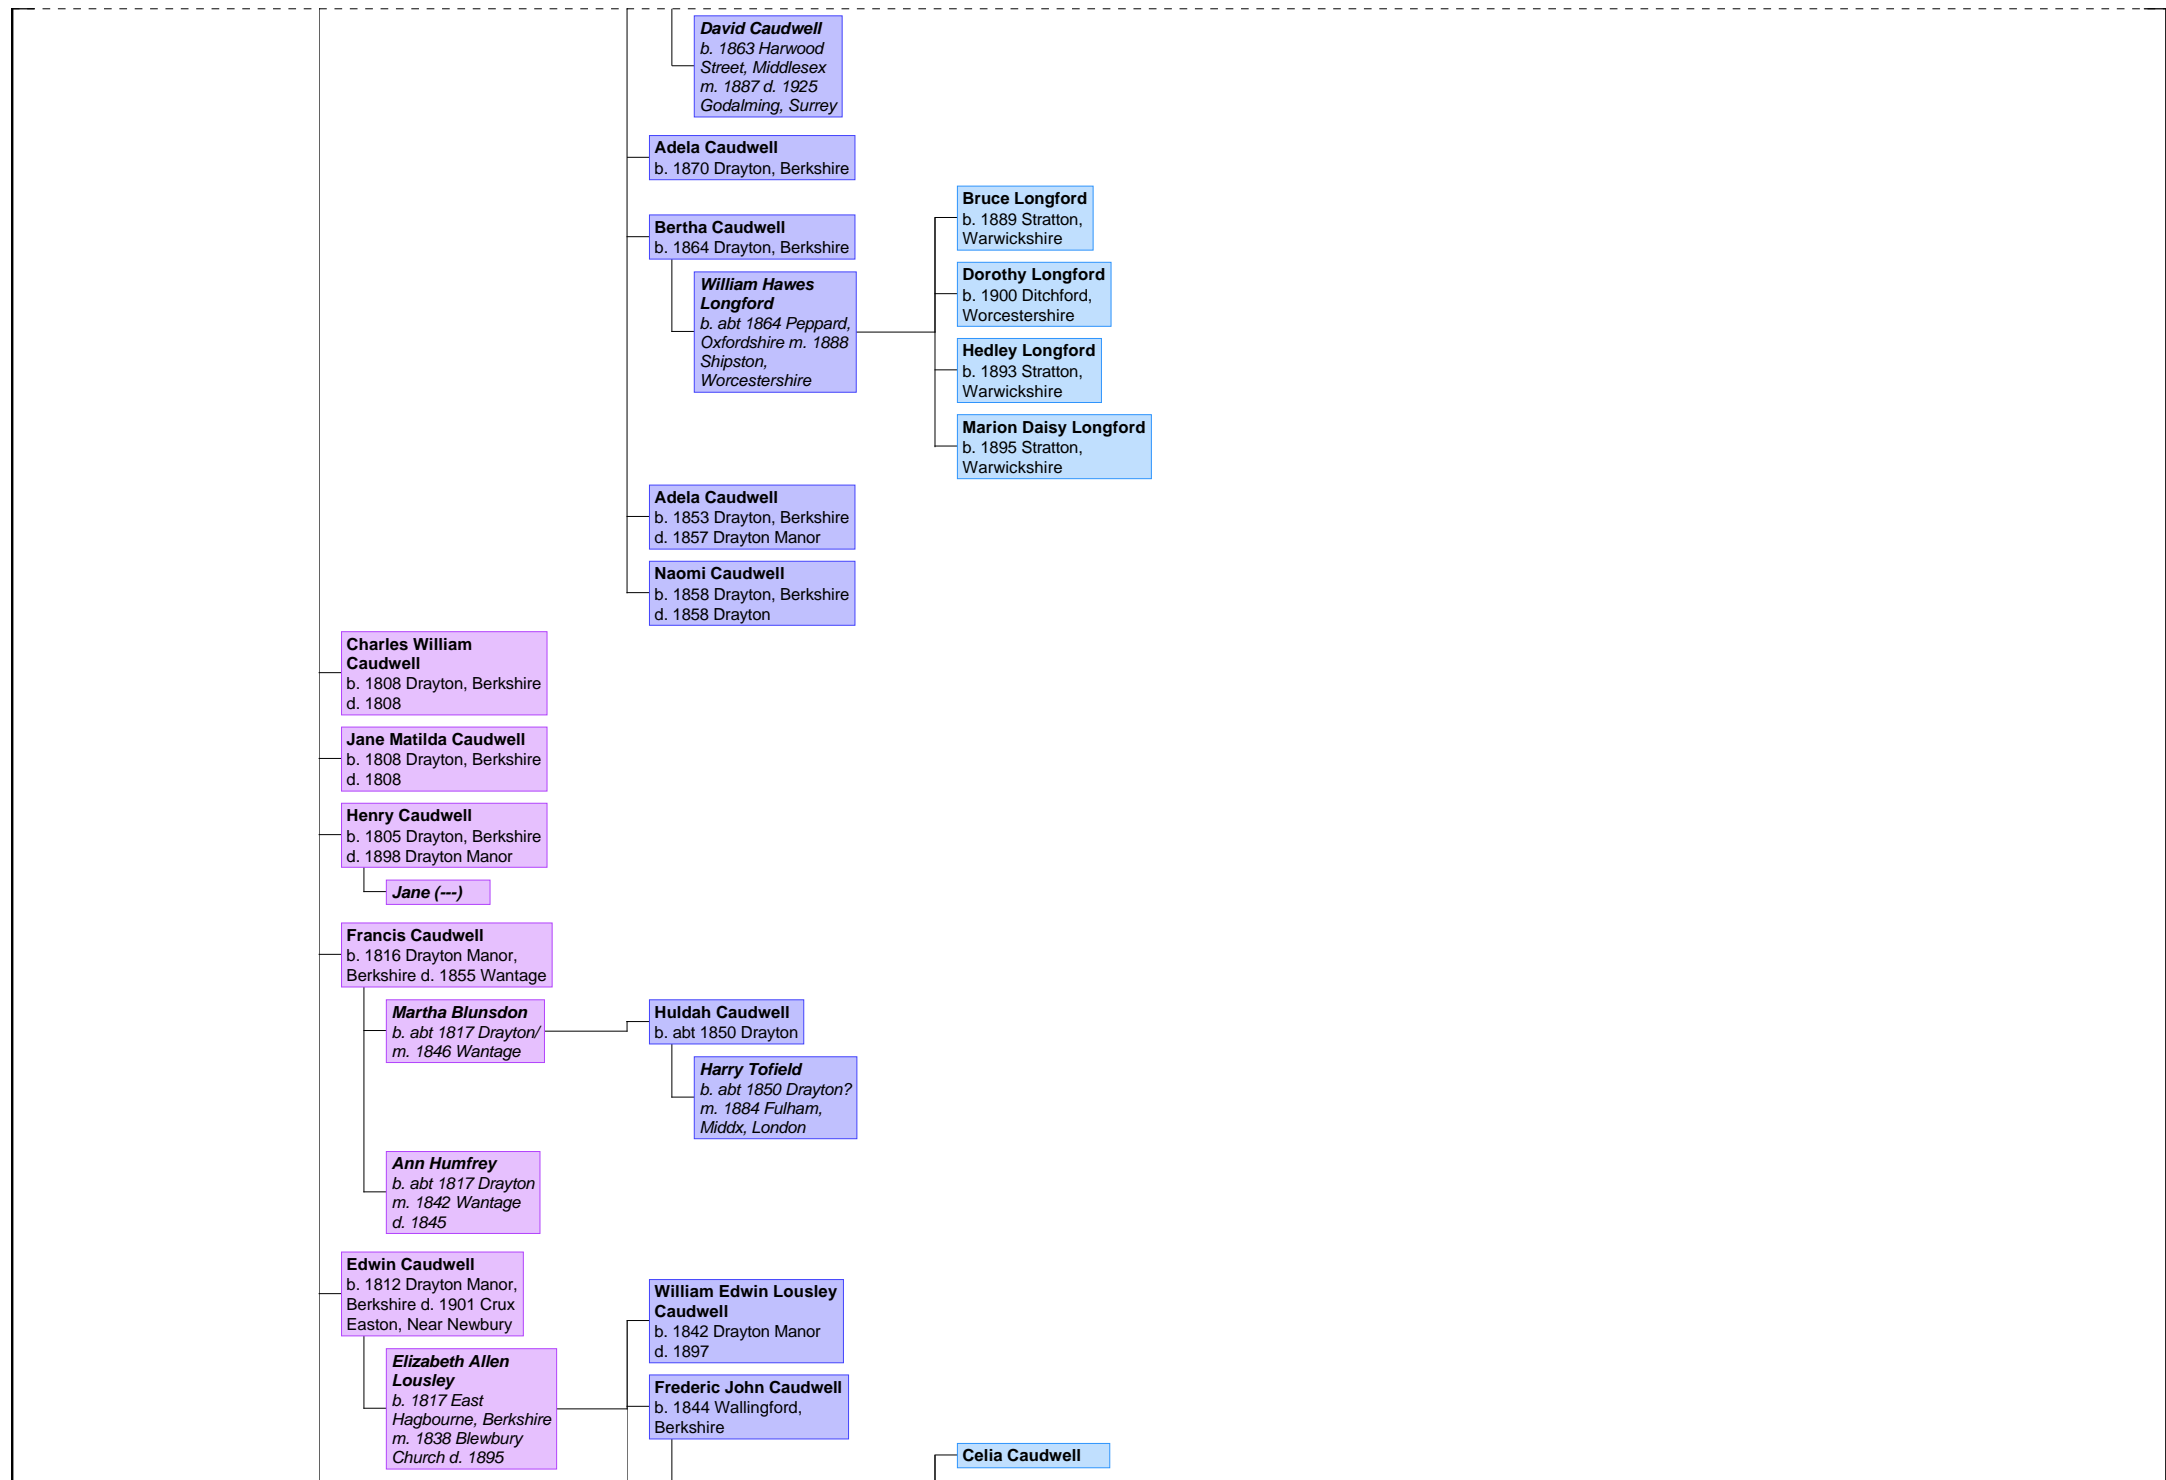 David Caudwell
b. 1863 Harwood
Street, Middlesex
m. 1887 d. 1925
Godalming, Surrey
Adela Caudwell
b. 1870 Drayton, Berkshire
Bertha Caudwell
b. 1864 Drayton, Berkshire
William Hawes
Longford
b. abt 1864 Peppard,
Oxfordshire m. 1888
Shipston,
Worcestershire
Bruce Longford
b. 1889 Stratton,
Warwickshire
Dorothy Longford
b. 1900 Ditchford,
Worcestershire
Hedley Longford
b. 1893 Stratton,
Warwickshire
Marion Daisy Longford
b. 1895 Stratton,
Warwickshire
Adela Caudwell
b. 1853 Drayton, Berkshire
d. 1857 Drayton Manor
Naomi Caudwell
b. 1858 Drayton, Berkshire
d. 1858 Drayton
Charles William
Caudwell
b. 1808 Drayton, Berkshire
d. 1808
Jane Matilda Caudwell
b. 1808 Drayton, Berkshire
d. 1808
Henry Caudwell
b. 1805 Drayton, Berkshire
d. 1898 Drayton Manor
Jane (---)
Francis Caudwell
b. 1816 Drayton Manor,
Berkshire d. 1855 Wantage
Martha Blunsdon
b. abt 1817 Drayton/
m. 1846 Wantage
Huldah Caudwell
b. abt 1850 Drayton
Harry Tofield
b. abt 1850 Drayton?
m. 1884 Fulham,
Middx, London
Ann Humfrey
b. abt 1817 Drayton
m. 1842 Wantage
d. 1845
Edwin Caudwell
b. 1812 Drayton Manor,
Berkshire d. 1901 Crux
Easton, Near Newbury
Elizabeth Allen
Lousley
b. 1817 East
Hagbourne, Berkshire
m. 1838 Blewbury
Church d. 1895
William Edwin Lousley
Caudwell
b. 1842 Drayton Manor
d. 1897
Frederic John Caudwell
b. 1844 Wallingford,
Berkshire
Celia Caudwell